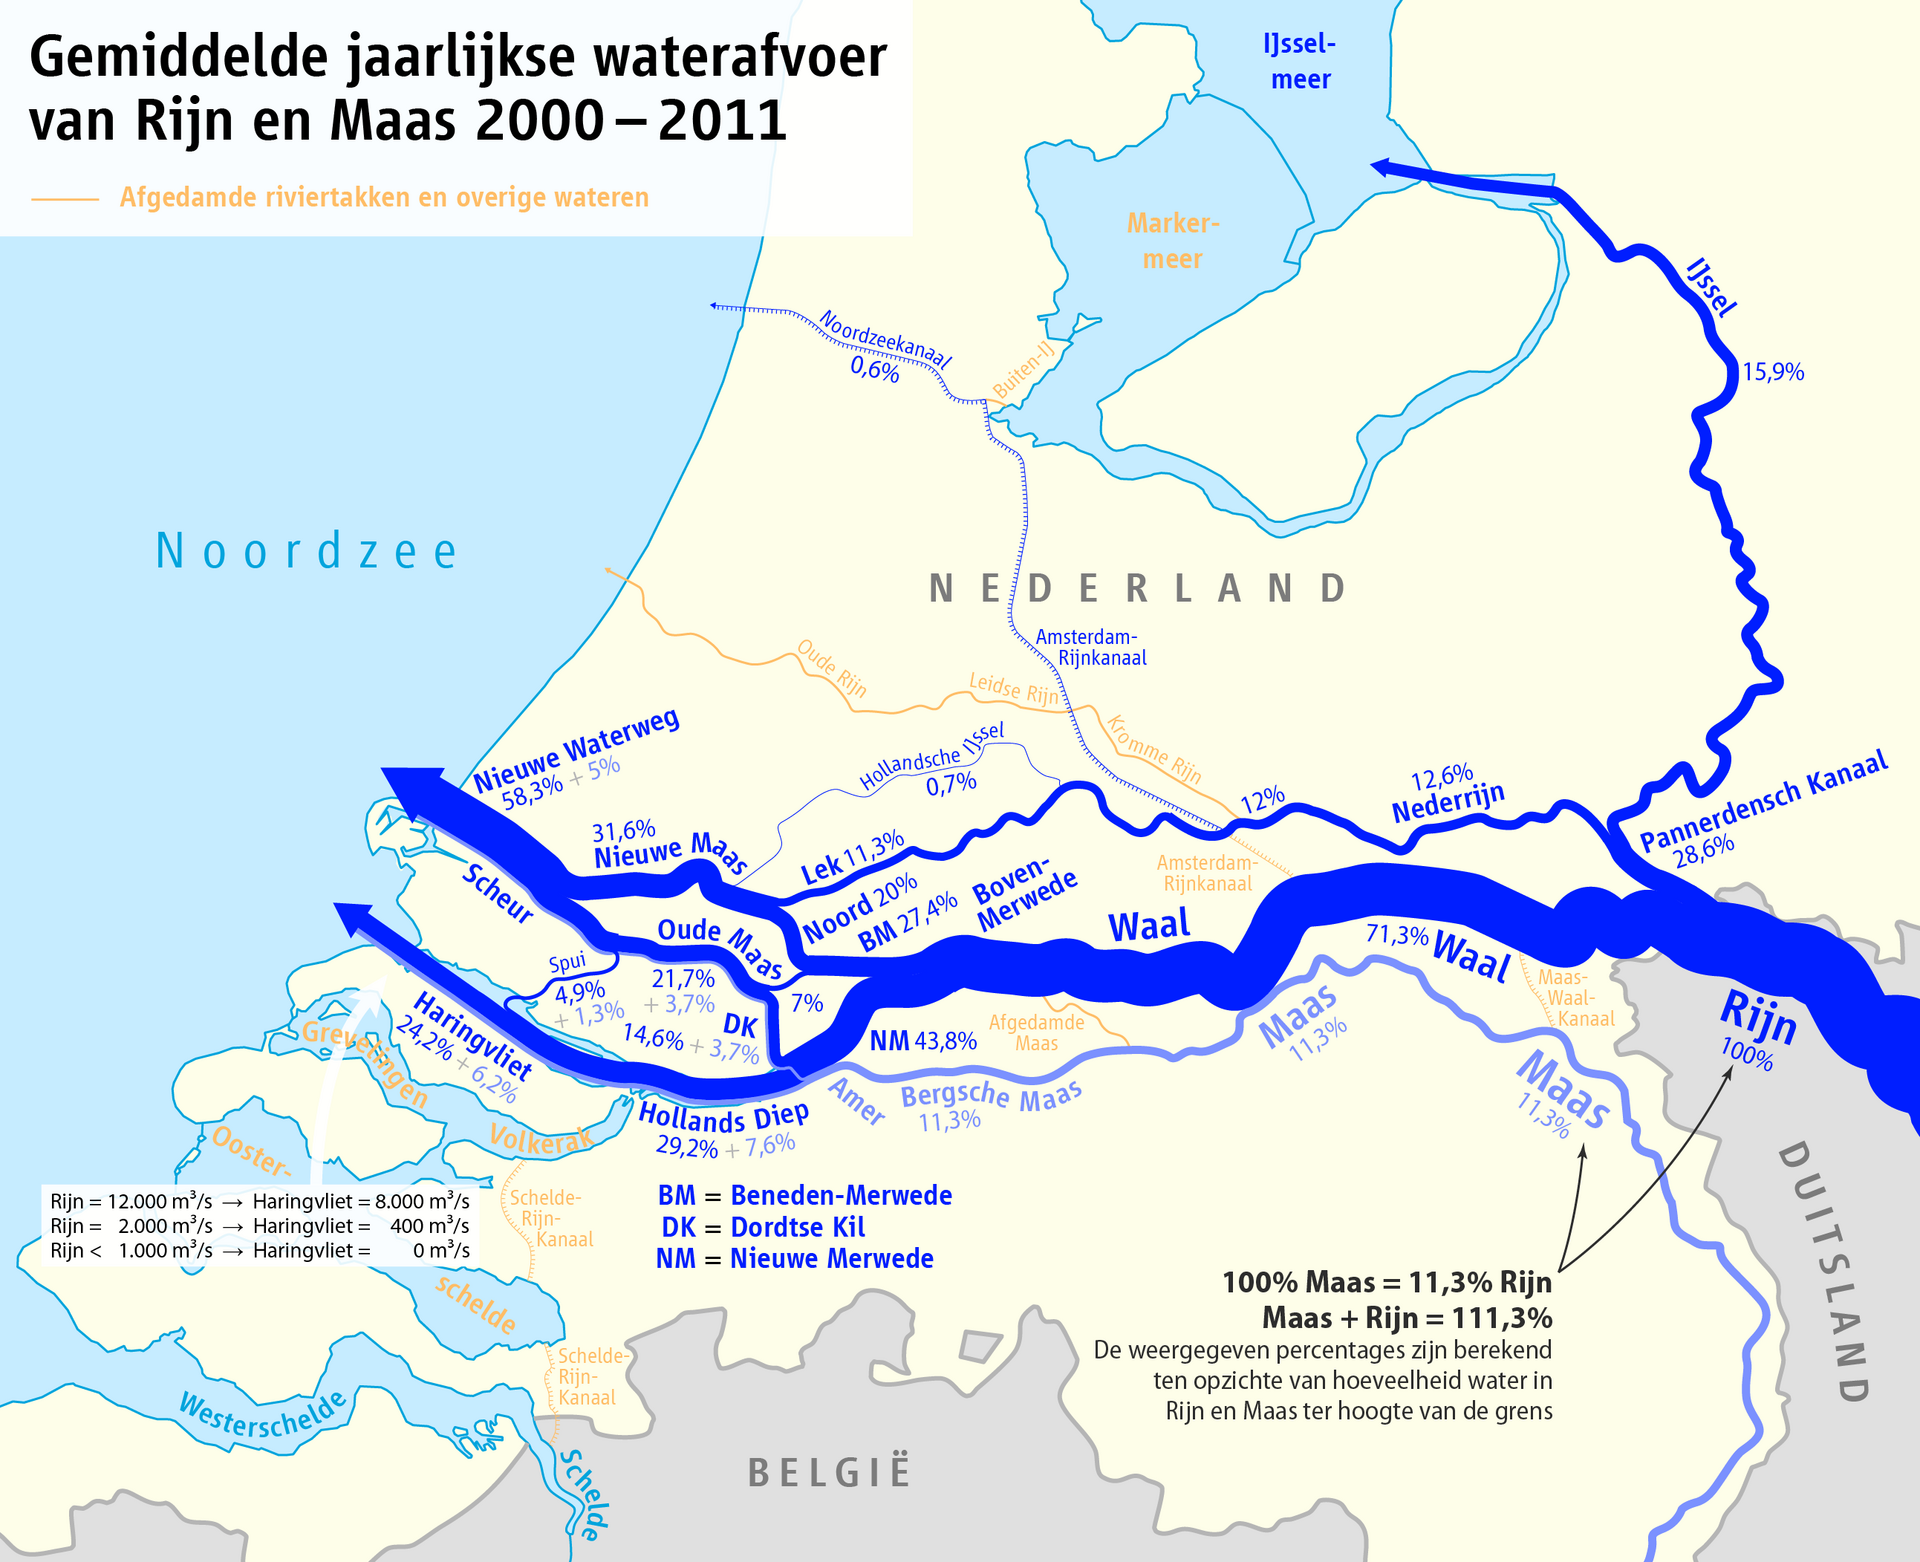 Gemiddelde jaarlijkse waterafvoer
van Rijn en Maas 2000 – 2011
Afgedamde riviertakken en overige wateren
IJssel-
meer
Marker-
meer
IJssel
15,9%
Noordzeekanaal
0,6%
Buiten-IJ
Noordzee
NEDERLAND
Amsterdam-
Rijnkanaal
Oude Rijn
Leidse Rijn
Kromme Rijn
Hollandsche IJssel
0,7%
Nieuwe Waterweg
58,3% + 5%
31,6%
Nieuwe Maas
Lek 11,3%
12%
12,6%
Nederrijn
Pannerdensch Kanaal
28,6%
Amsterdam-
Rijnkanaal
Scheur
Oude Maas
21,7%
+ 3,7%
Noord 20%
BM 27,4%
Boven-
Merwede
Waal
71,3% Waal
Maas-
Waal-
Kanaal
Spui
4,9%
+ 1,3%
7%
DK
14,6% + 3,7%
NM 43,8%
Afgedamde
Maas
Maas
11,3%
Rijn
100%
Haringvliet
24,2% + 6,2%
Grevelingen
Amer
Bergsche Maas
11,3%
Maas
11,3%
Hollands Diep
29,2% + 7,6%
Volkerak
Ooster-
schelde
Schelde-
Rijn-
Kanaal
Rijn = 12.000 m³/s → Haringvliet = 8.000 m³/s
Rijn = 2.000 m³/s → Haringvliet = 400 m³/s
Rijn < 1.000 m³/s → Haringvliet = 0 m³/s
BM = Beneden-Merwede
DK = Dordtse Kil
NM = Nieuwe Merwede
DUITSLAND
100% Maas = 11,3% Rijn
Maas + Rijn = 111,3%
De weergegeven percentages zijn berekend
ten opzichte van hoeveelheid water in
Rijn en Maas ter hoogte van de grens
Schelde-
Rijn-
Kanaal
Westerschelde
Schelde
BELGIË